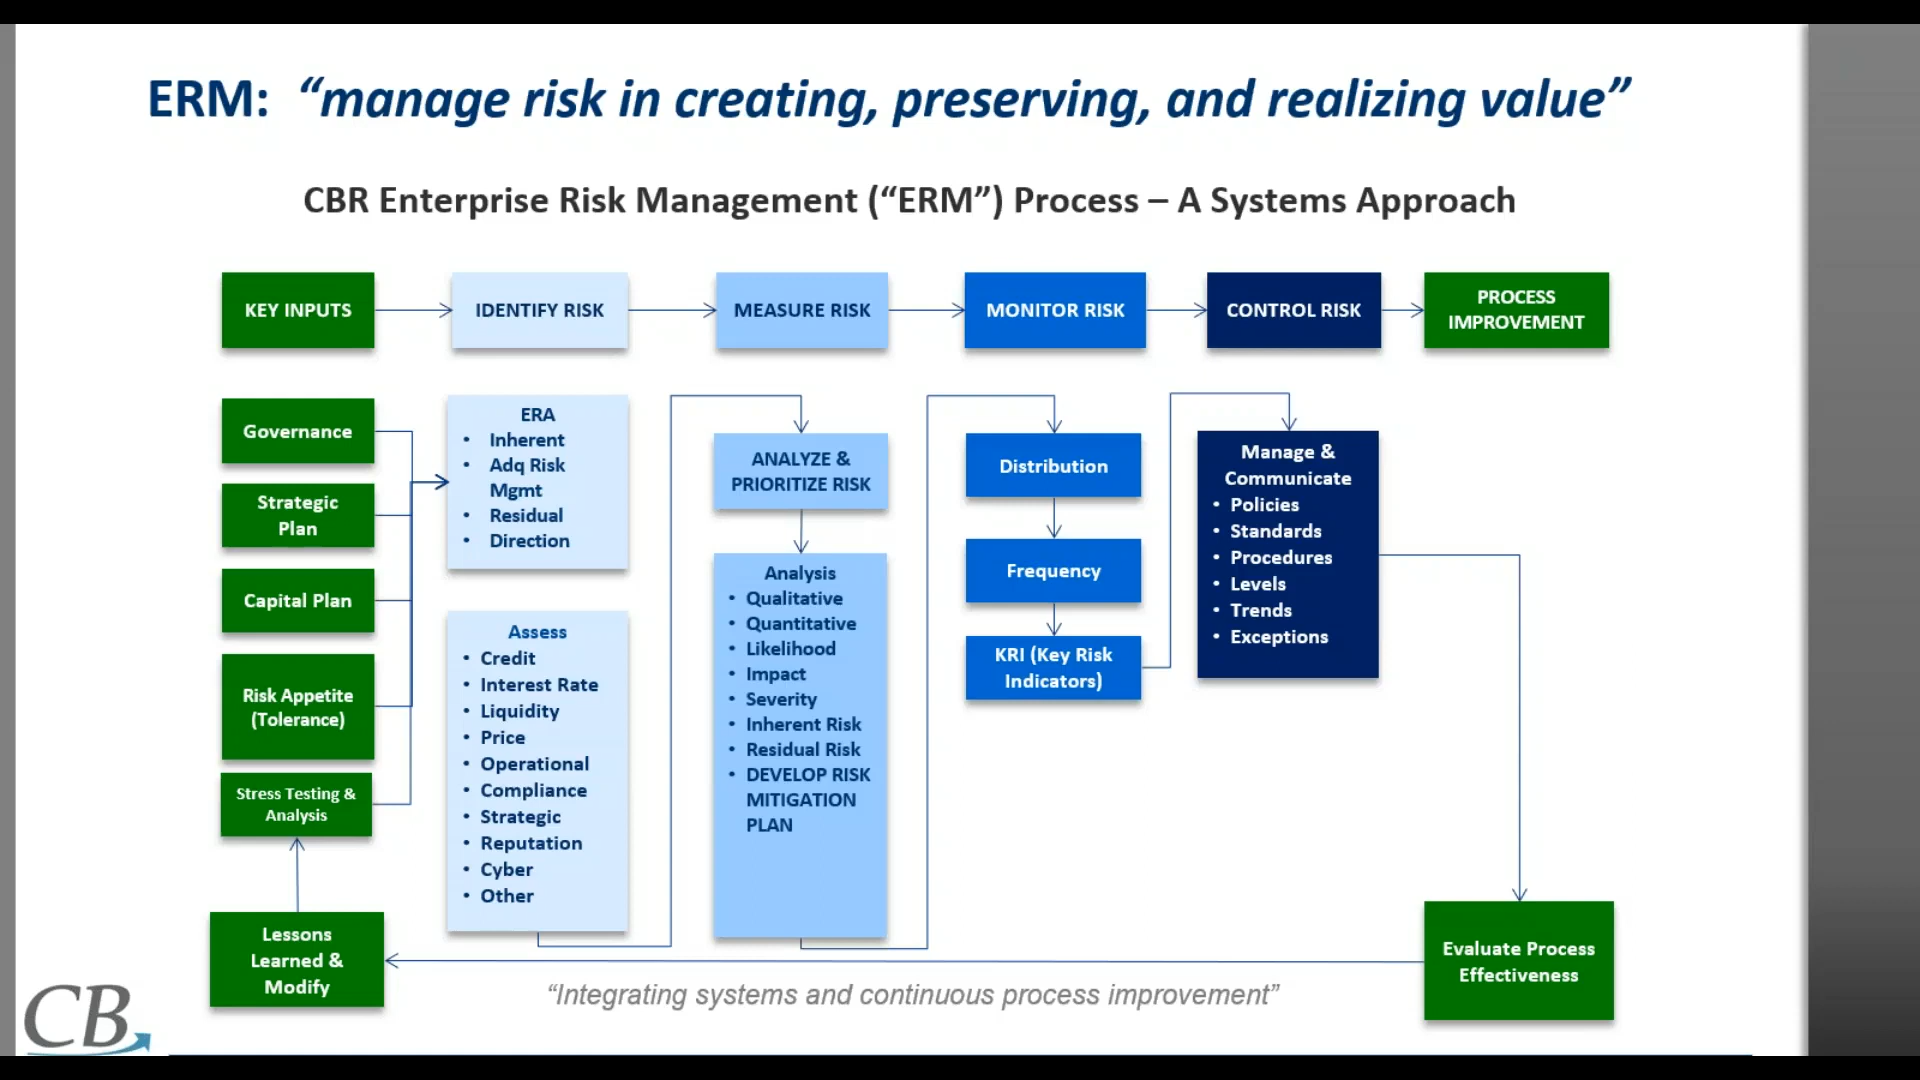 ERM: “manage risk in creating, preserving, and realizing value”
CBR Enterprise Risk Management (“ERM”) Process – A Systems Approach
KEY INPUTS
IDENTIFY RISK
MEASURE RISK
MONITOR RISK
CONTROL RISK
PROCESS
IMPROVEMENT
Governance
Strategic
Plan
Capital Plan
Risk Appetite
(Tolerance)
Stress Testing &
Analysis
Lessons
Learned &
Modify
ERA
• Inherent
• Adq Risk
Mgmt
• Residual
• Direction
Assess
• Credit
• Interest Rate
• Liquidity
• Price
• Operational
• Compliance
• Strategic
• Reputation
• Cyber
• Other
ANALYZE &
PRIORITIZE RISK
Analysis
• Qualitative
• Quantitative
• Likelihood
• Impact
• Severity
• Inherent Risk
• Residual Risk
• DEVELOP RISK
MITIGATION
PLAN
Distribution
Frequency
KRI (Key Risk
Indicators)
Manage &
Communicate
• Policies
• Standards
• Procedures
• Levels
• Trends
• Exceptions
Evaluate Process
Effectiveness
“Integrating systems and continuous process improvement”
CB